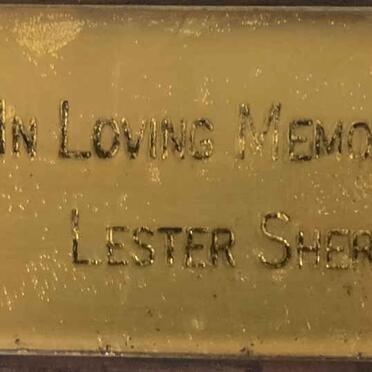 In Loving Memo
Lester Sher